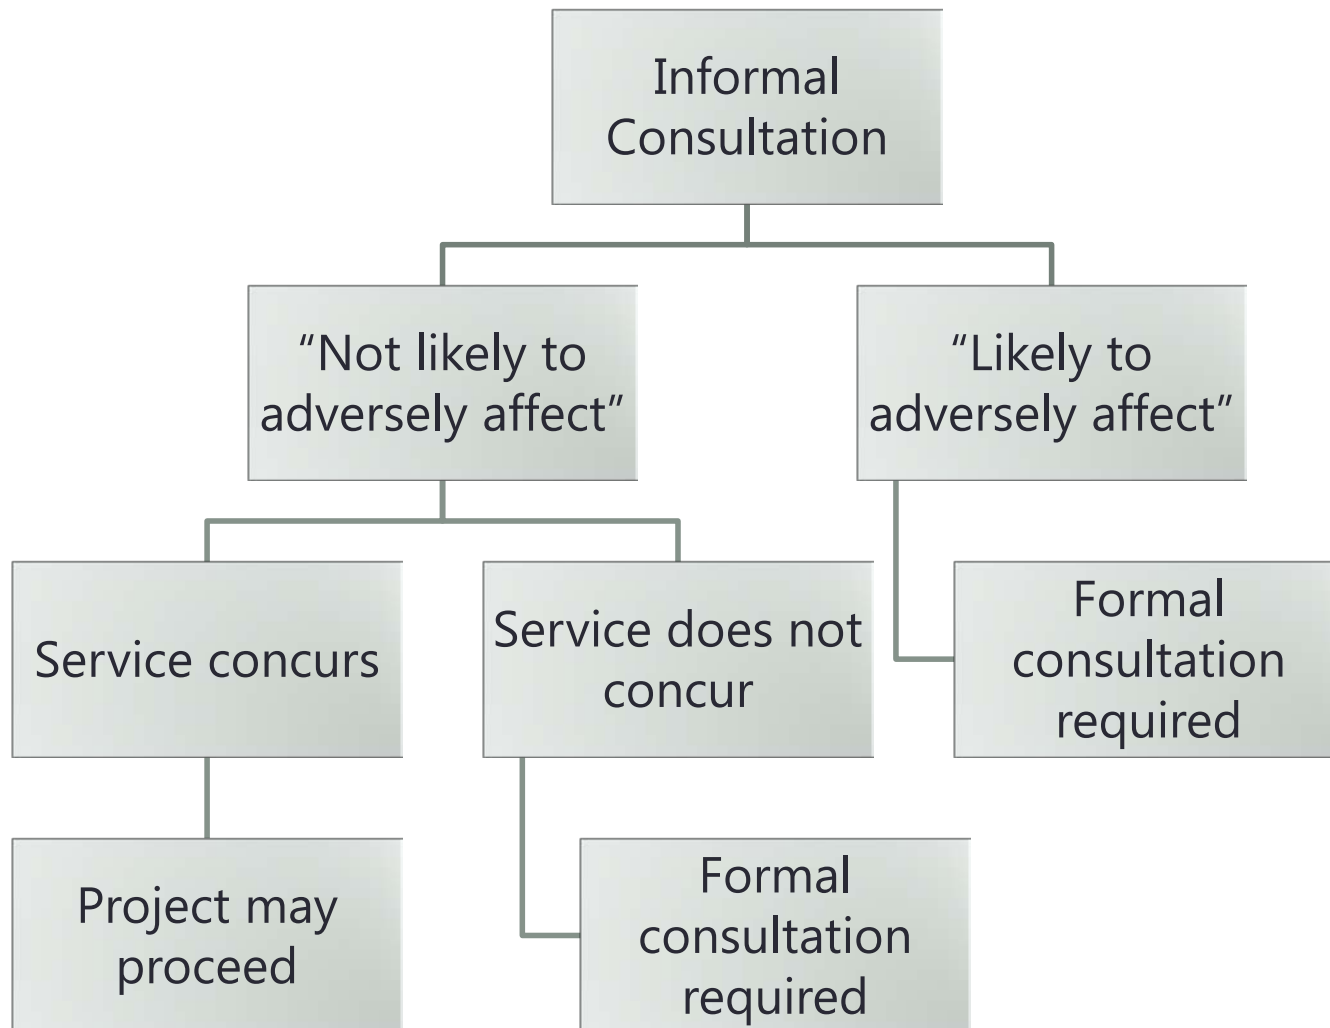 Informal
Consultation
“Not likely to
adversely affect”
“Likely to
adversely affect”
Service concurs
Service does not
concur
Formal
consultation
required
Project may
proceed
Formal
consultation
required